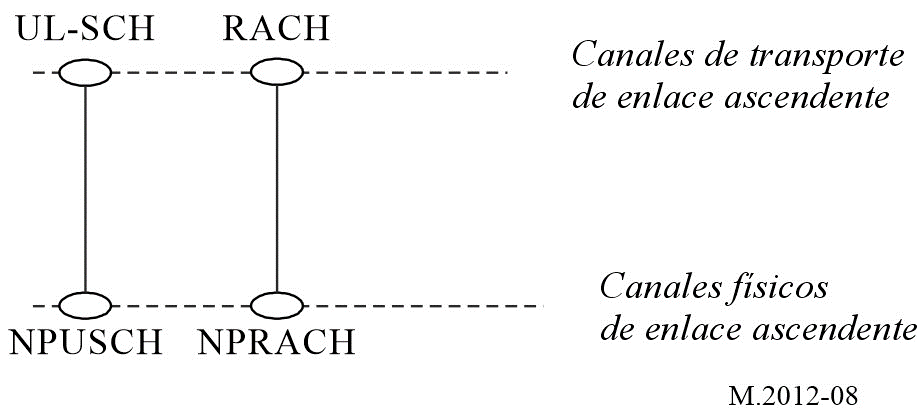 UL-SCH RACH
Canales de transporte
de enlace ascendente
Canales físicos
de enlace ascendente
NPUSCH NPRACH
M.2012-08